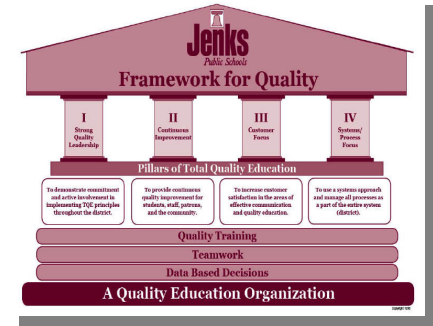 Jenks
Public Schools
Framework for Quality
I
Strong
Quality
Leadership
II
Continuous
Improvement
III
Customer
Focus
IV
Systems/
Process
Focus
Pillars of Total Quality Education
To demonstrate commitment
and active involvement in
implementing TQE principles
throughout the district.
To provide continuous
quality improvement for
students, staff, patrons,
and the community.
To increase customer
satisfaction in the areas of
effective communication
and quality education.
To use a systems approach
and manage all processes as
a part of the entire system
(district).
Quality Training
Teamwork
Data Based Decisions
A Quality Education Organization